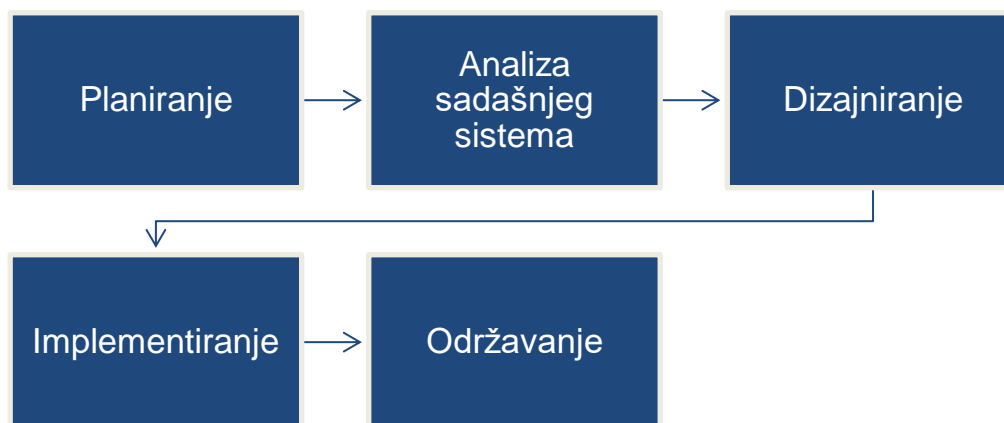 Planiranje
Analiza
sadašnjeg
sistema
Dizajniranje
Implementiranje
Održavanje